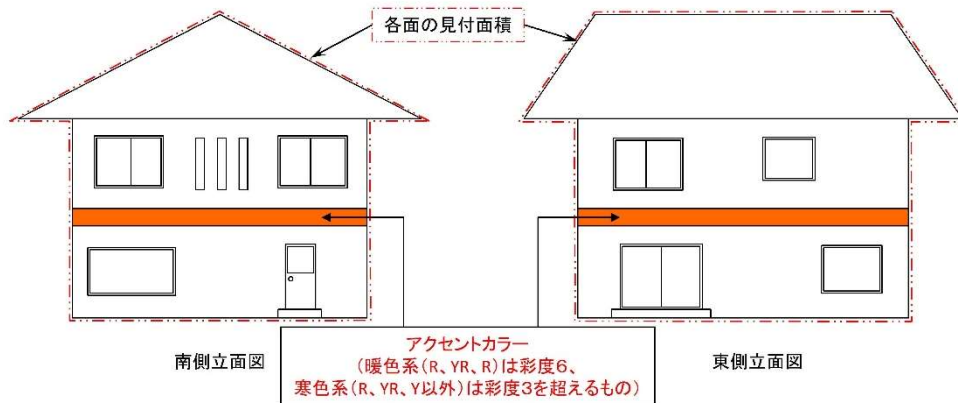 各面の見付面積
南側立面図
東側立面図
アクセントカラー
(暖色系(R、YR、R)は彩度6、
寒色系(R、YR、Y以外)は彩度3を超えるもの)